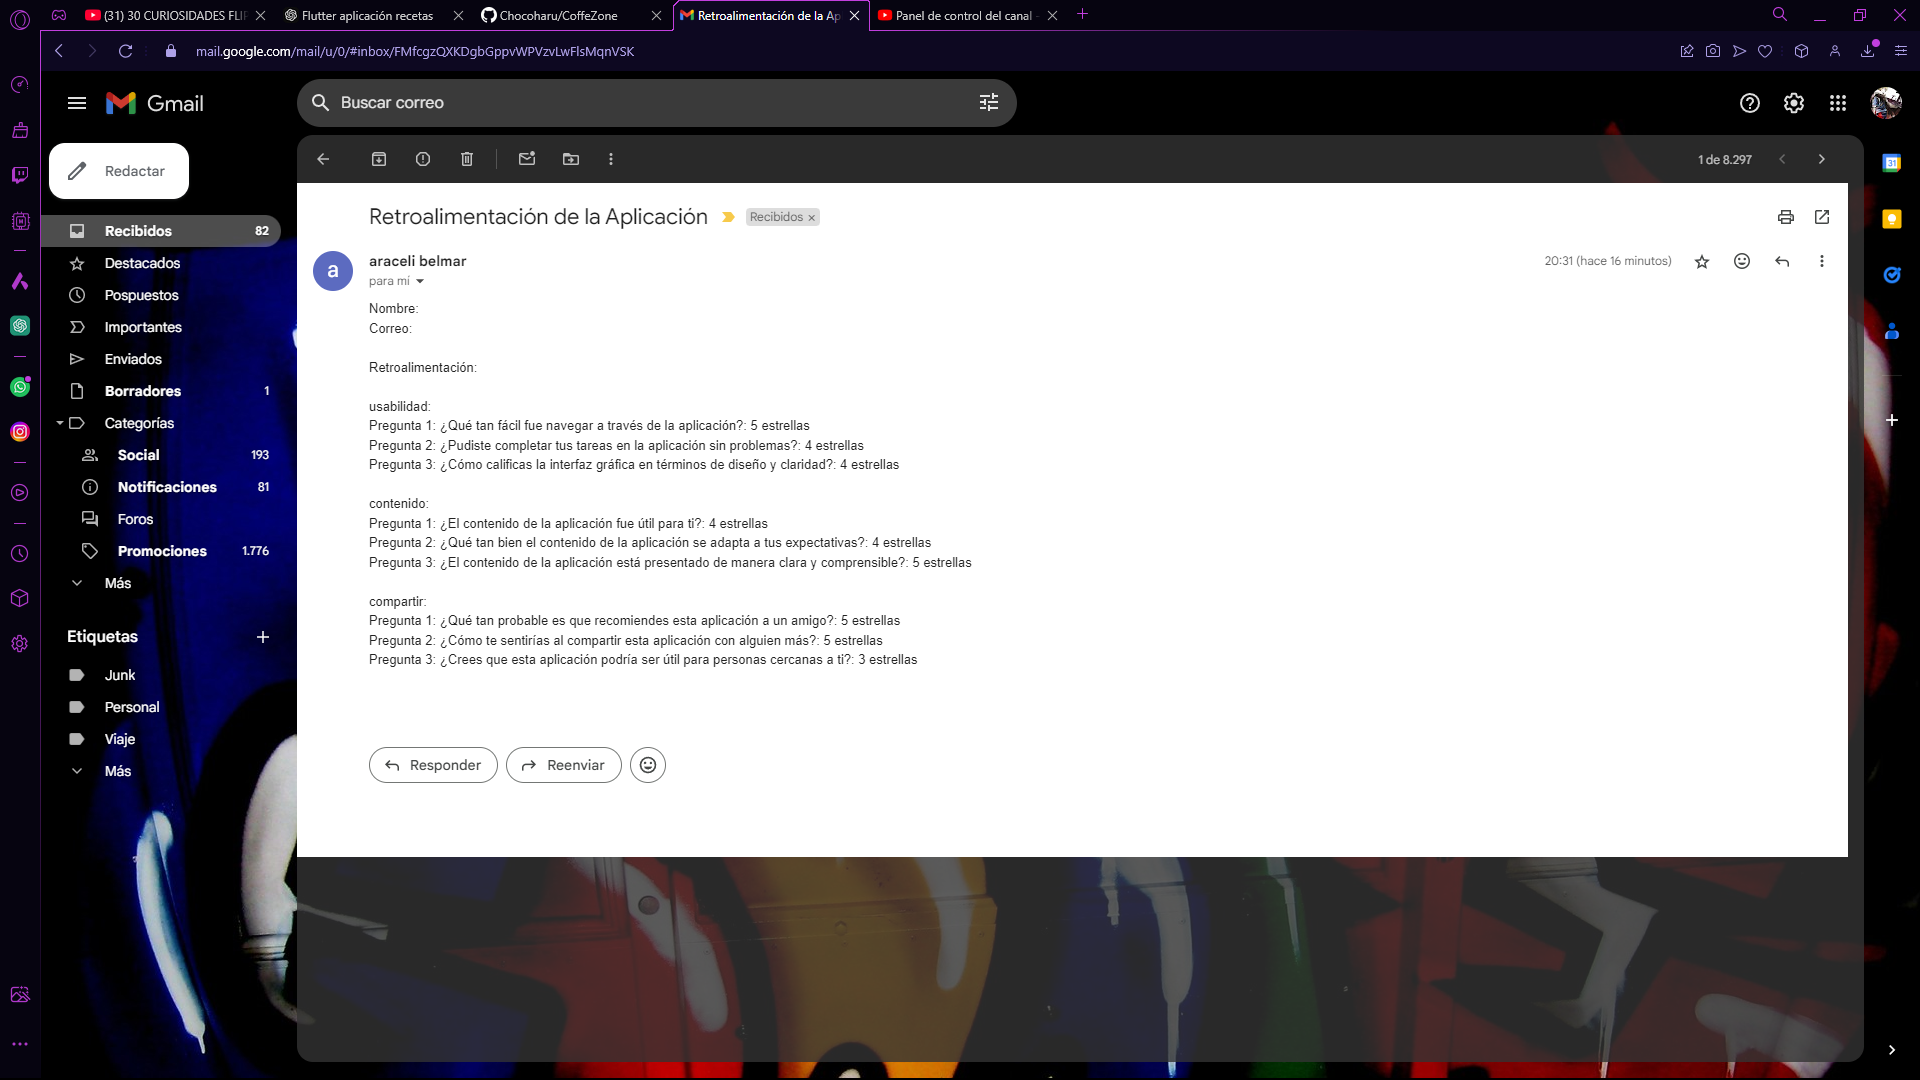 (31) 30 CURIOSIDADES FLIP
Flutter aplicación recetas
Chocoharu/CoffeZone
Retroalimentación de la Ap
Panel de control del canal
mail.google.com/mail/u/0/#inbox/FMfcgzQXKDgbGppvWPVzvLwFlsMqnVSK
Gmail
Buscar correo
Redactar
1 de 8.297
Recibidos 82
Destacados
Pospuestos
Importantes
Enviados
Borradores 1
Categorías
Social 193
Notificaciones 81
Foros
Promociones 1.776
Más
Etiquetas
Junk
Personal
Viaje
Más
Retroalimentación de la Aplicación
Recibidos x
a
araceli belmar
20:31 (hace 16 minutos)
para mí
Nombre:
Correo:
Retroalimentación:
usabilidad:
Pregunta 1: ¿Qué tan fácil fue navegar a través de la aplicación?: 5 estrellas
Pregunta 2: ¿Pudiste completar tus tareas en la aplicación sin problemas?: 4 estrellas
Pregunta 3: ¿Cómo calificas la interfaz gráfica en términos de diseño y claridad?: 4 estrellas
contenido:
Pregunta 1: ¿El contenido de la aplicación fue útil para ti?: 4 estrellas
Pregunta 2: ¿Qué tan bien el contenido de la aplicación se adapta a tus expectativas?: 4 estrellas
Pregunta 3: ¿El contenido de la aplicación está presentado de manera clara y comprensible?: 5 estrellas
compartir:
Pregunta 1: ¿Qué tan probable es que recomiendes esta aplicación a un amigo?: 5 estrellas
Pregunta 2: ¿Cómo te sentirías al compartir esta aplicación con alguien más?: 5 estrellas
Pregunta 3: ¿Crees que esta aplicación podría ser útil para personas cercanas a ti?: 3 estrellas
Responder
Reenviar
31